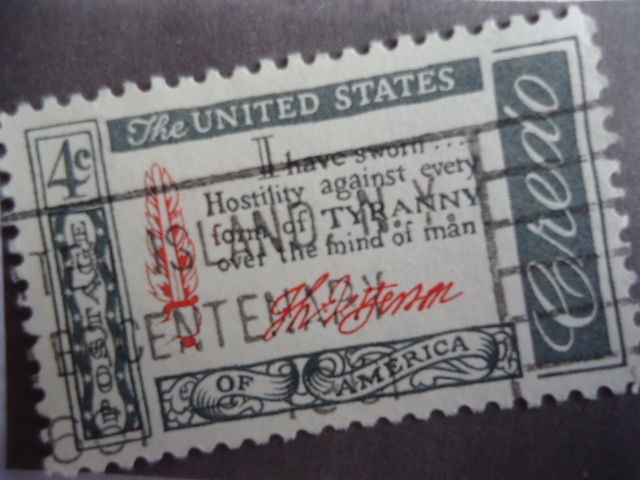 The UNITED STATES
4c
POSTAGE
I have sworn...
Hostility against every
form of TYRANNY
over the mind of man
Th. Jefferson
OF AMERICA
Credo
ISLAND N.Y.
CENTENARY